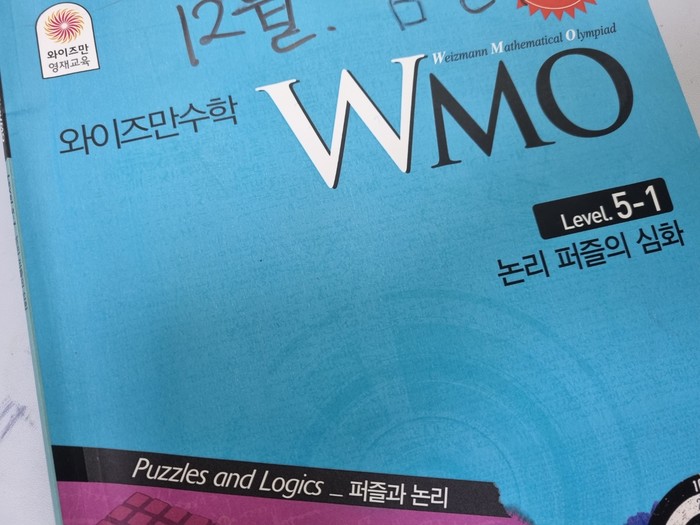 와이즈만
영재교육
12월.
Weizmann Mathematical Olympiad
와이즈만수학
WMO
Level. 5-1
논리 퍼즐의 심화
Puzzles and Logics _ 퍼즐과 논리